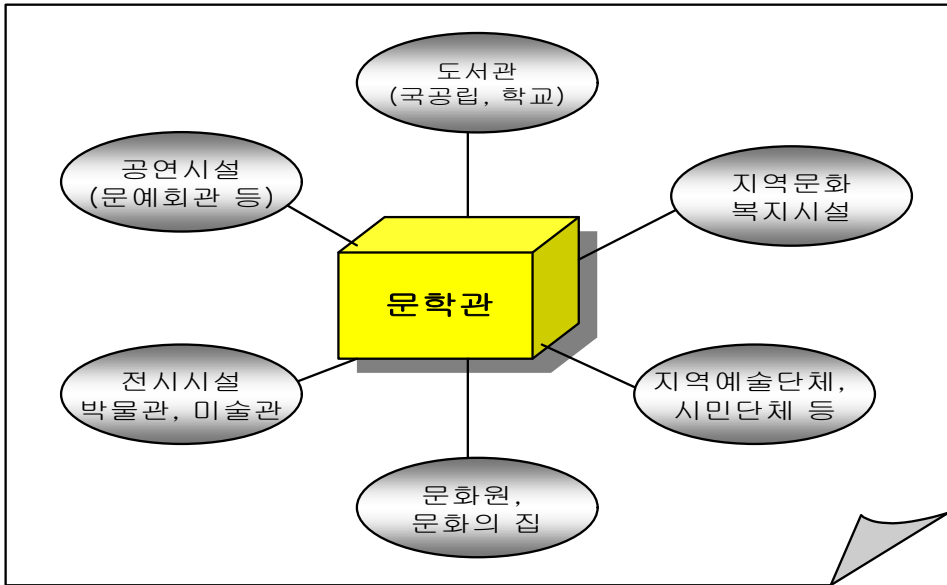 도서관
(국공립, 학교)
공연시설
(문예회관 등)
지역문화
복지시설
문학관
전시시설
박물관, 미술관
지역예술단체,
시민단체 등
문화원,
문화의 집